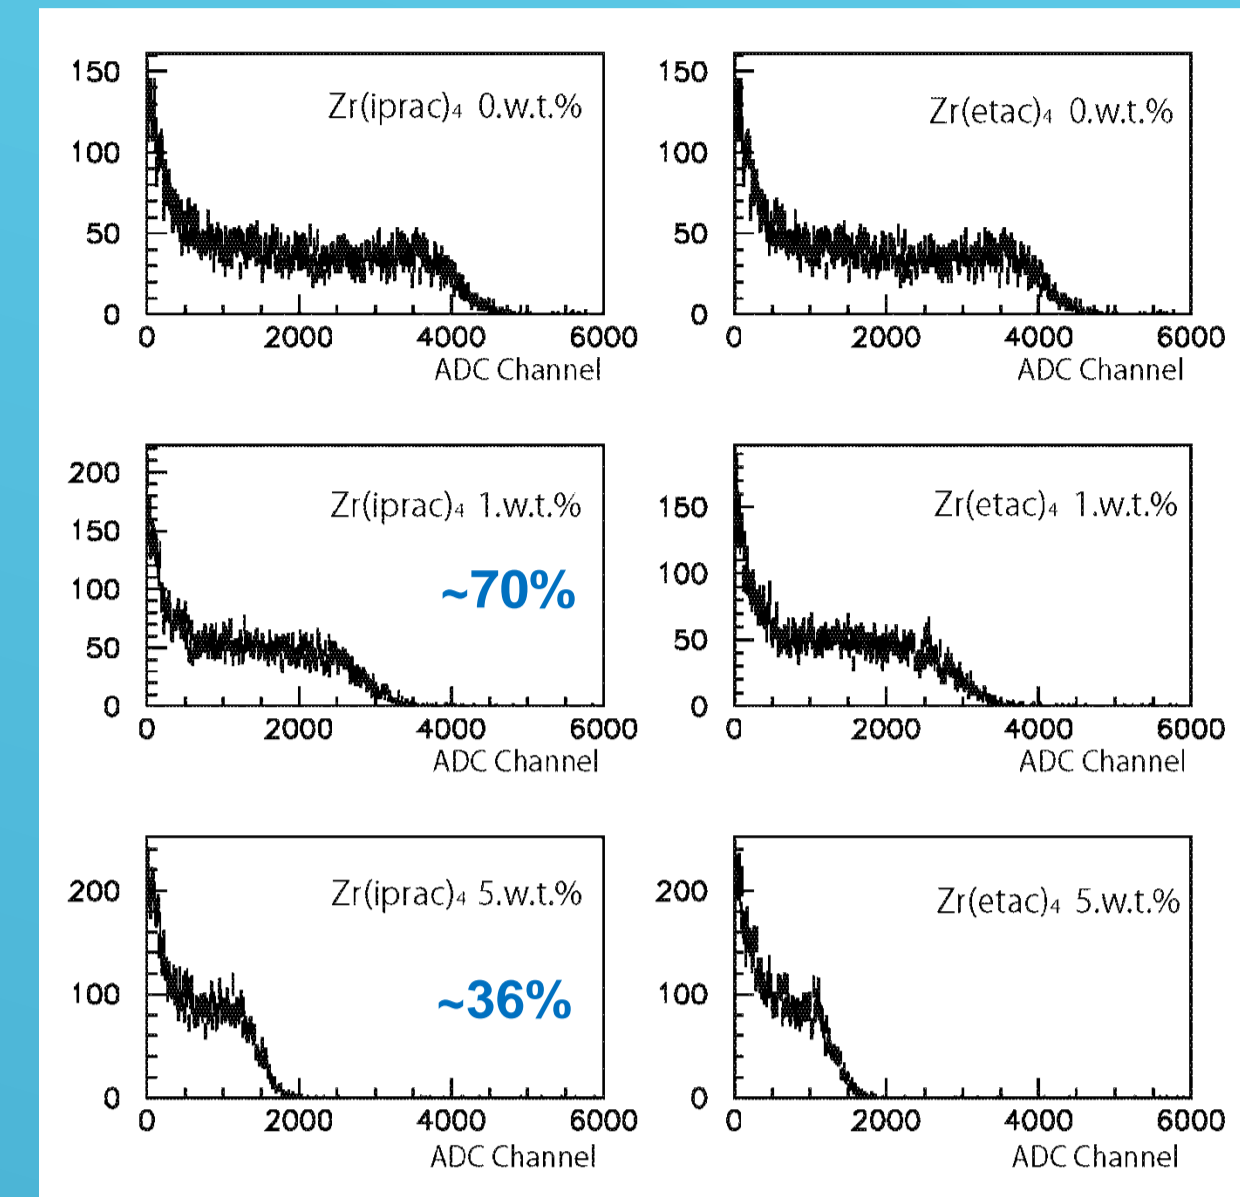 150
100
50
0
Zr(iprac)₄ 0.w.t.%
0 2000 4000 6000
ADC Channel
150
100
50
0
Zr(etac)₄ 0.w.t.%
0 2000 4000 6000
ADC Channel
200
150
100
50
0
Zr(iprac)₄ 1.w.t.%
~70%
0 2000 4000 6000
ADC Channel
150
100
50
0
Zr(etac)₄ 1.w.t.%
0 2000 4000 6000
ADC Channel
200
100
0
Zr(iprac)₄ 5.w.t.%
~36%
0 2000 4000 6000
ADC Channel
200
100
0
Zr(etac)₄ 5.w.t.%
0 2000 4000 6000
ADC Channel